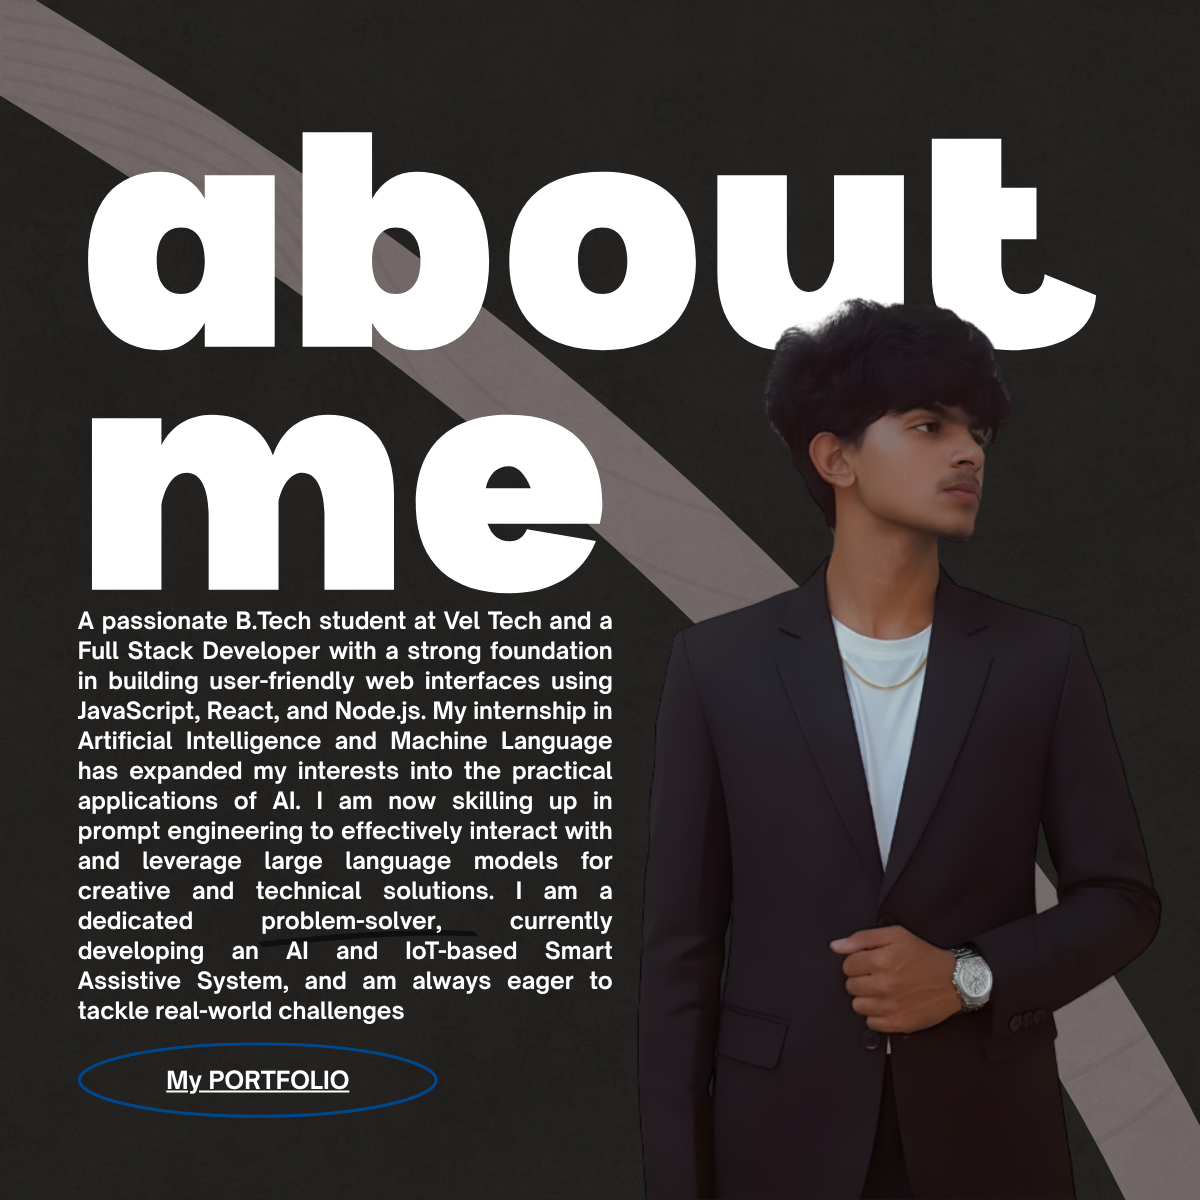 about
me
A passionate B.Tech student at Vel Tech and a
Full Stack Developer with a strong foundation
in building user-friendly web interfaces using
JavaScript, React, and Node.js. My internship in
Artificial Intelligence and Machine Language
has expanded my interests into the practical
applications of AI. I am now skilling up in
prompt engineering to effectively interact with
and leverage large language models for
creative and technical solutions. I am a
dedicated problem-solver, currently
developing an AI and IoT-based Smart
Assistive System, and am always eager to
tackle real-world challenges
My PORTFOLIO